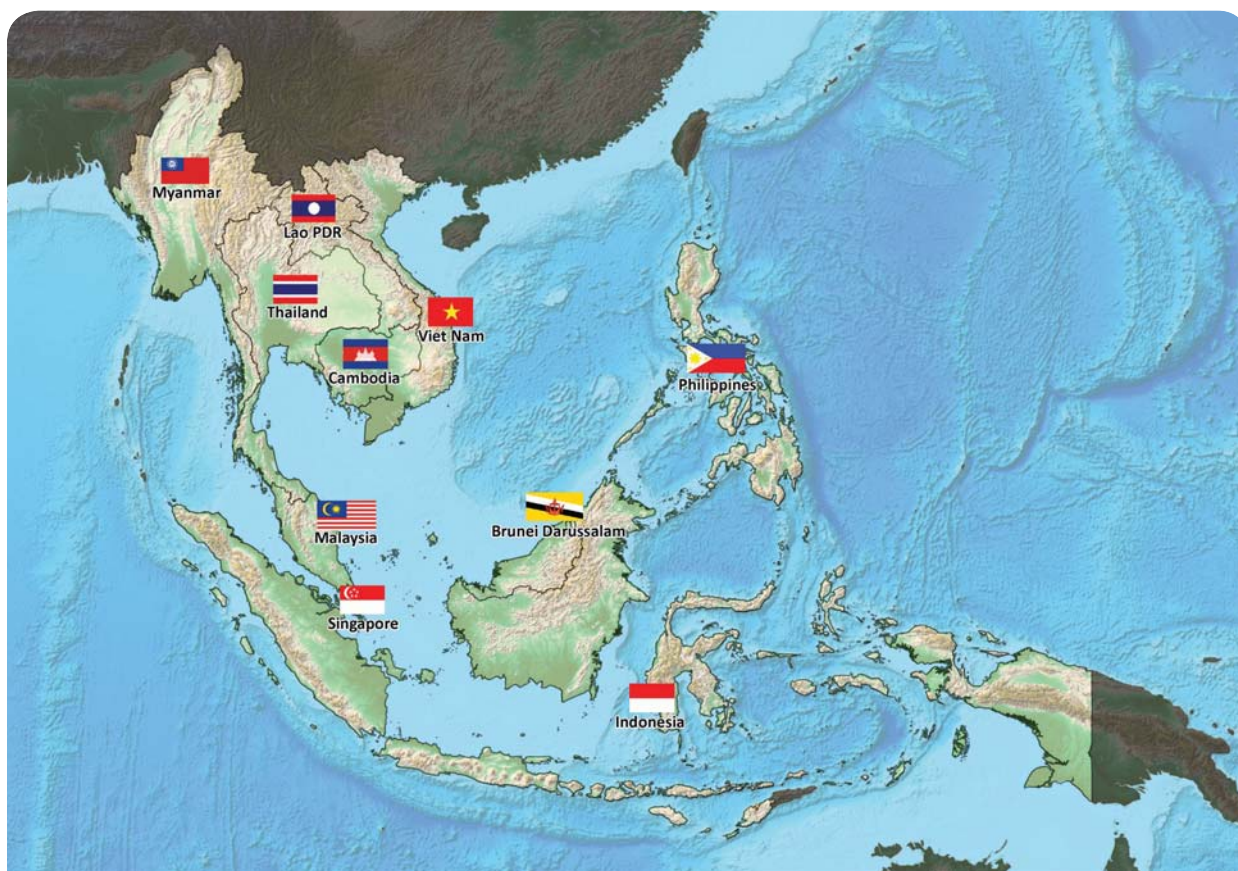 Myanmar
Lao PDR
Thailand
Viet Nam
Cambodia
Philippines
Malaysia
Brunei Darussalam
Singapore
Indonesia